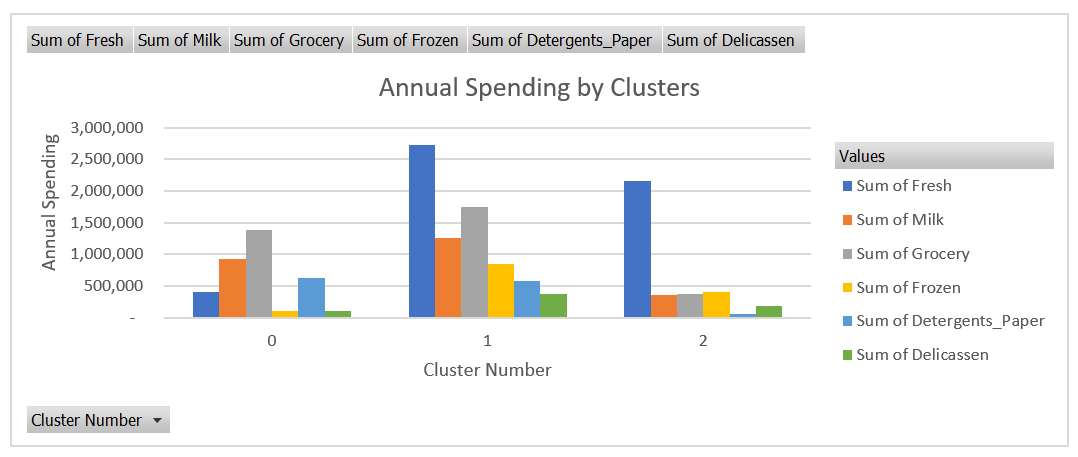 Sum of Fresh Sum of Milk Sum of Grocery Sum of Frozen Sum of Detergents_Paper Sum of Delicassen
Annual Spending by Clusters
Annual Spending
3,000,000
2,500,000
2,000,000
1,500,000
1,000,000
500,000
-
0 1 2
Cluster Number
Values
Sum of Fresh
Sum of Milk
Sum of Grocery
Sum of Frozen
Sum of Detergents_Paper
Sum of Delicassen
Cluster Number